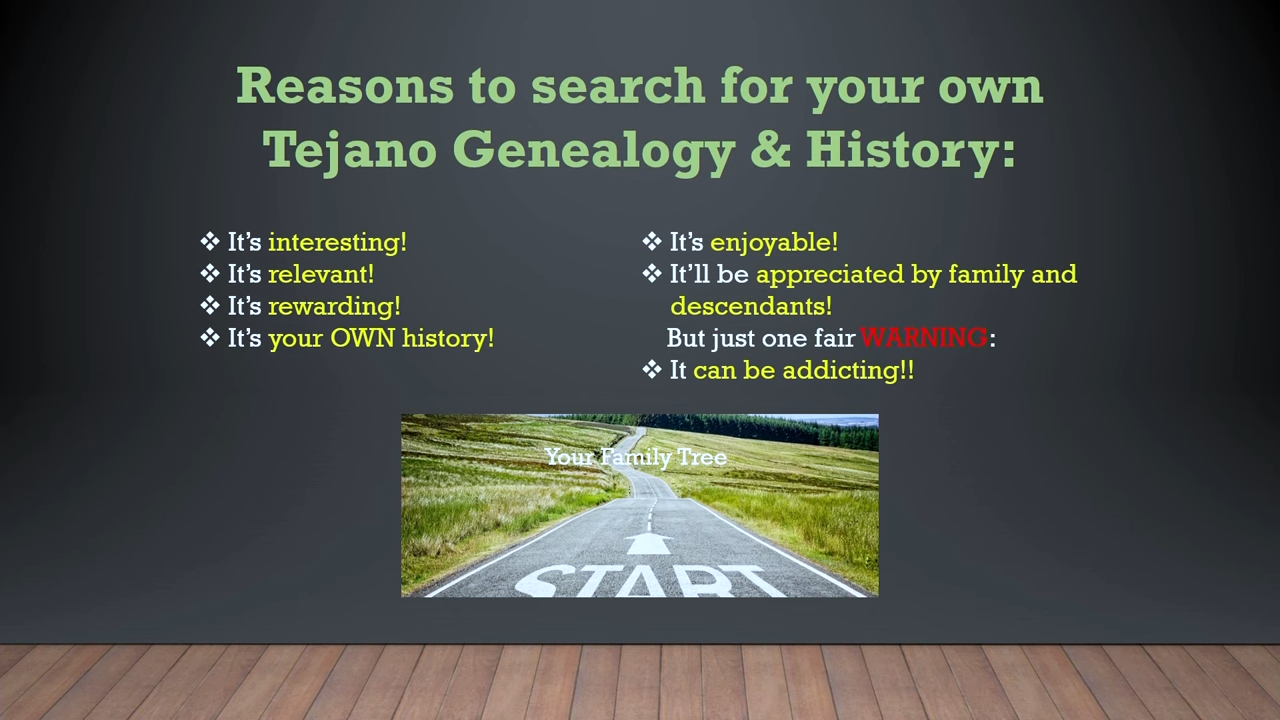 Reasons to search for your own
Tejano Genealogy & History:
❖ It's interesting!
❖ It's relevant!
❖ It's rewarding!
❖ It's your OWN history!
❖ It's enjoyable!
❖ It'll be appreciated by family and
descendants!
But just one fair WARNING:
❖ It can be addicting!!
Your Family Tree
START